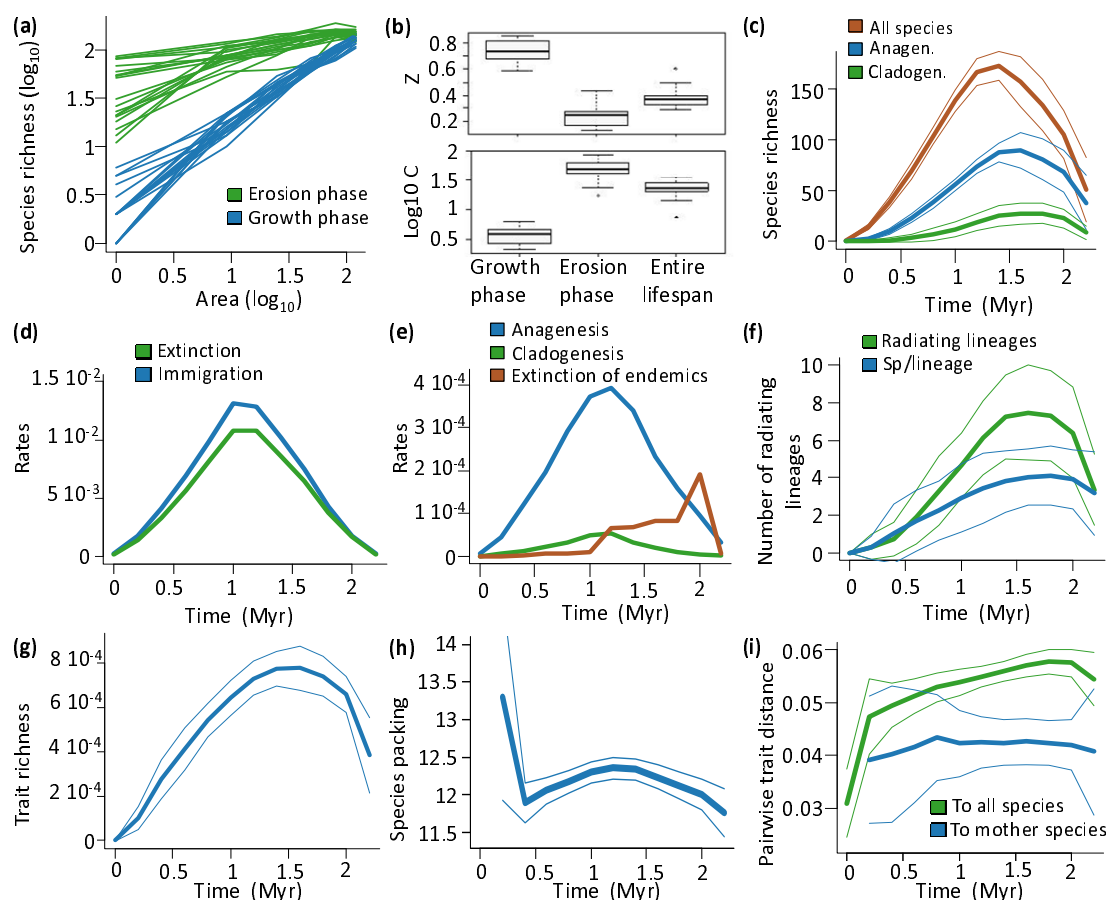 (a)
Species richness (log10)
2
1.5
1
0.5
0
Erosion phase
Growth phase
0 0.5 1 1.5 2
Area (log10)
(b)
Z
0.8
0.6
0.4
0.2
Log10 C
2
1.5
1
0.5
Growth phase
Erosion phase
Entire lifespan
(c)
All species
Anagen.
Cladogen.
Species richness
150
100
50
0
0 0.5 1 1.5 2
Time (Myr)
(d)
Extinction
Immigration
Rates
1.5 10-2
1 10-2
5 10-3
0
0 0.5 1 1.5 2
Time (Myr)
(e)
Anagenesis
Cladogenesis
Extinction of endemics
Rates
4 10-4
3 10-4
2 10-4
1 10-4
0
0 0.5 1 1.5 2
Time (Myr)
(f)
Radiating lineages
Sp/lineage
Number of radiating
lineages
10
8
6
4
2
0
0 0.5 1 1.5 2
Time (Myr)
(g)
Trait richness
8 10-4
6 10-4
4 10-4
2 10-4
0
0 0.5 1 1.5 2
Time (Myr)
(h)
Species packing
14
13.5
13
12.5
12
11.5
0 0.5 1 1.5 2
Time (Myr)
(i)
Pairwise trait distance
0.06
0.05
0.04
0.03
To all species
To mother species
0 0.5 1 1.5 2
Time (Myr)